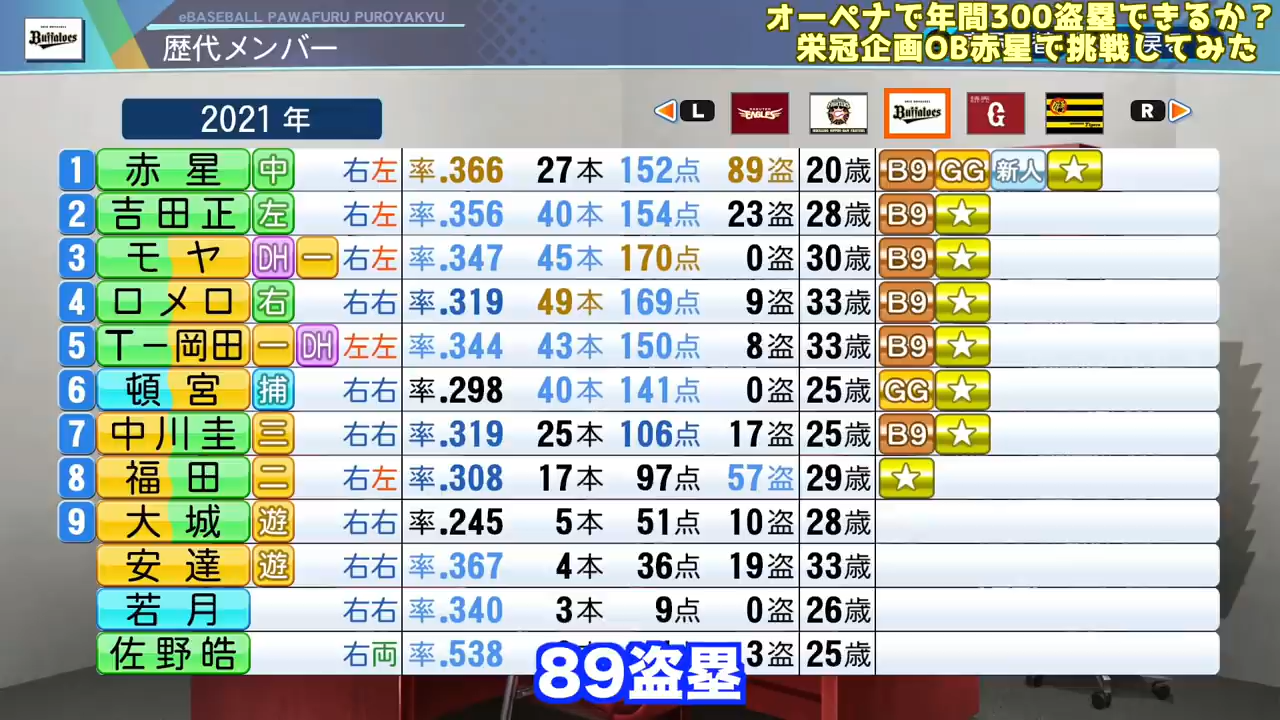 eBASEBALL PAWAFURU PUROYAKYU
歴代メンバー
オーペナで年間300盗塁できるか?
栄冠企画OB赤星で挑戦してみた
Buffaloes
2021年
L EAGLES FIGHTERS Buffaloes G Tigers R
1 赤星 中 右左 率.366 27本 152点 89盗 20歳 B9 GG 新人 ★
2 吉田正 左 右左 率.356 40本 154点 23盗 28歳 B9 ★
3 モヤ DH 一 右左 率.347 45本 170点 0盗 30歳 B9 ★
4 ロメロ 右 右右 率.319 49本 169点 9盗 33歳 B9 ★
5 T-岡田 一 DH 左左 率.344 43本 150点 8盗 33歳 B9 ★
6 頓宮 捕 右右 率.298 40本 141点 0盗 25歳 GG ★
7 中川圭 三 右右 率.319 25本 106点 17盗 25歳 B9 ★
8 福田 二 右左 率.308 17本 97点 57盗 29歳 ★
9 大城 遊 右右 率.245 5本 51点 10盗 28歳
安達 遊 右右 率.367 4本 36点 19盗 33歳
若月 右右 率.340 3本 9点 0盗 26歳
佐野皓 右両 率.538 3盗 25歳
89盗塁